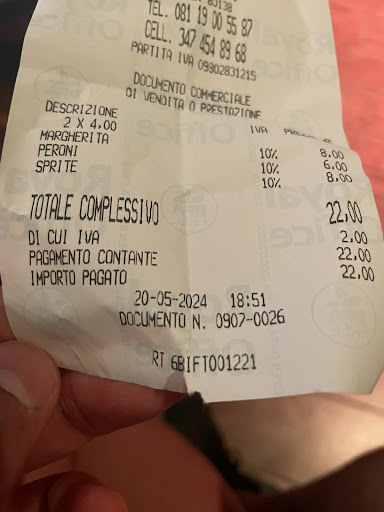 80138
TEL. 081 19 00 55 87
CELL. 347 454 89 68
PARTITA IVA 09802831215
DOCUMENTO COMMERCIALE
DI VENDITA O PRESTAZIONE
DESCRIZIONE IVA
2 X 4,00
MARGHERITA 10% 8,00
PERONI 10% 6,00
SPRITE 10% 8,00
TOTALE COMPLESSIVO 22,00
DI CUI IVA 2,00
PAGAMENTO CONTANTE 22,00
IMPORTO PAGATO 22,00
20-05-2024 18:51
DOCUMENTO N. 0907-0026
RT 6BIFT001221